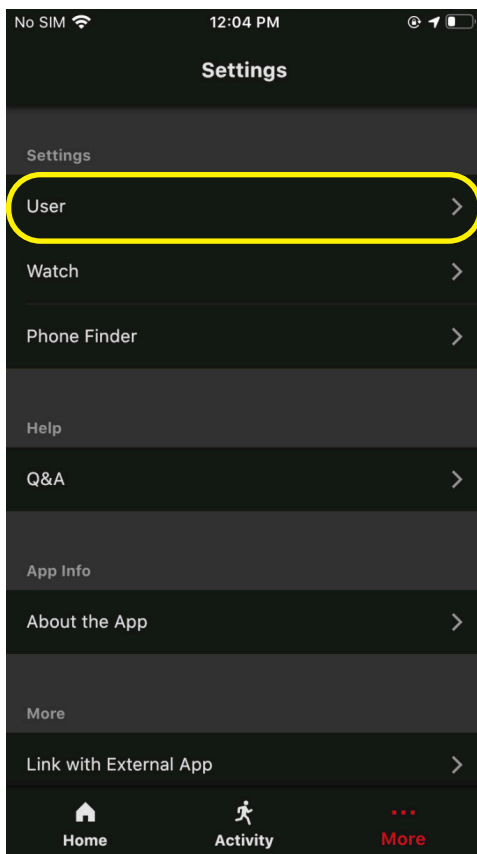 No SIM 12:04 PM
Settings
Settings
User
Watch
Phone Finder
Help
Q&A
App Info
About the App
More
Link with External App
Home Activity More